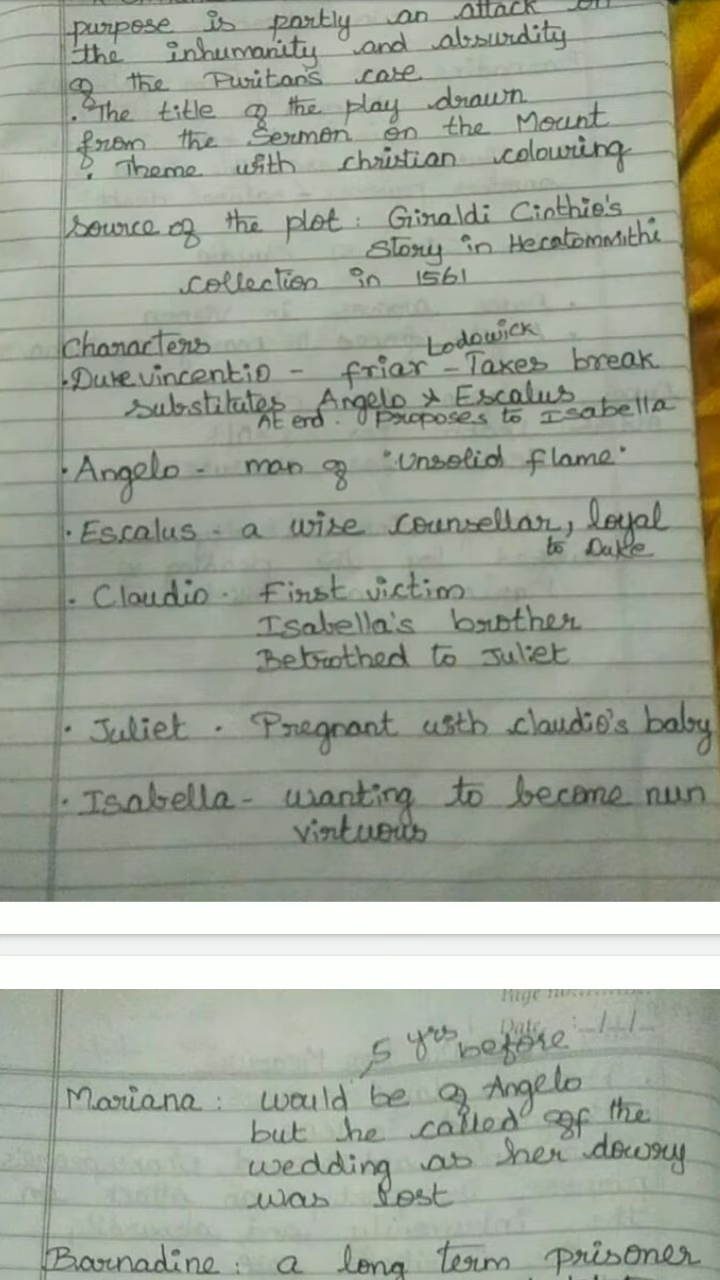 purpose is partly an attack on
the inhumanity and absurdity
of the Puritan's case
. The title of the play drawn
from the Sermon on the Mount
. Theme with christian colouring
Source of the plot : Giraldi Cinthio's
Story in Hecatommithi
collection in 1561
Characters
Lodowick
. Duke vincentio - friar - Takes break
substitutes Angelo & Escalus
At end . Proposes to Isabella
. Angelo - man of "Unsolid flame"
. Escalus - a wise counsellar, loyal
to Duke
. Claudio . First victim
Isabella's brother
Betrothed to Juliet
. Juliet . Pregnant with claudio's baby
. Isabella - wanting to become nun
virtuous
Page No.
Date : _/_/_
5 yrs before
Mariana : would be of Angelo
but he called off the
wedding as her dowry
was lost
Barnadine : a long term prisoner